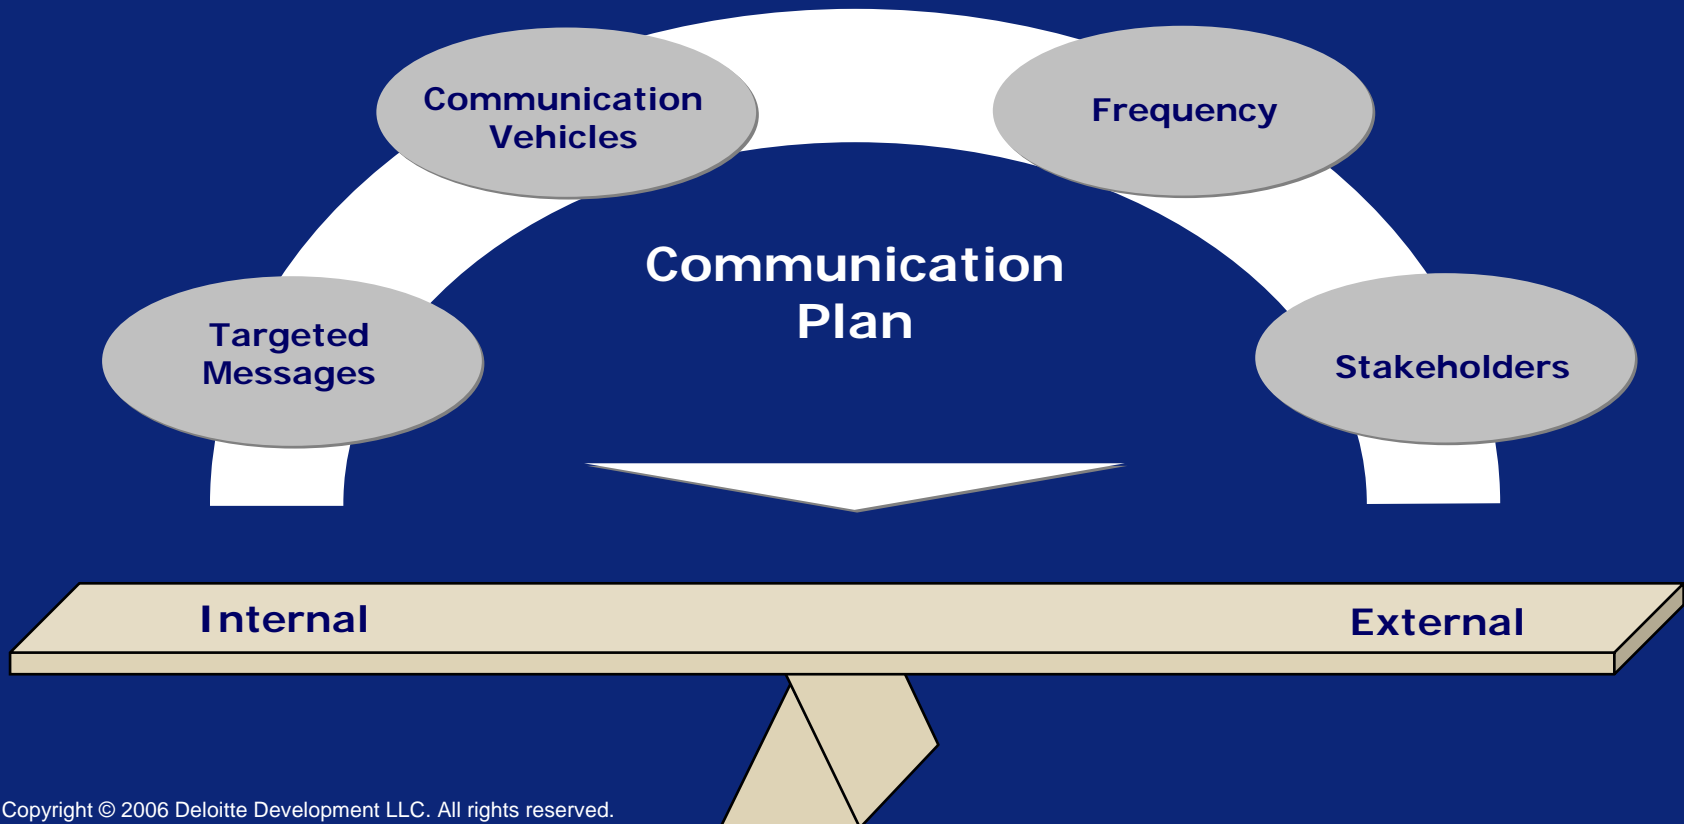 Communication
Vehicles
Frequency
Communication
Plan
Targeted
Messages
Stakeholders
Internal
External
Copyright © 2006 Deloitte Development LLC. All rights reserved.